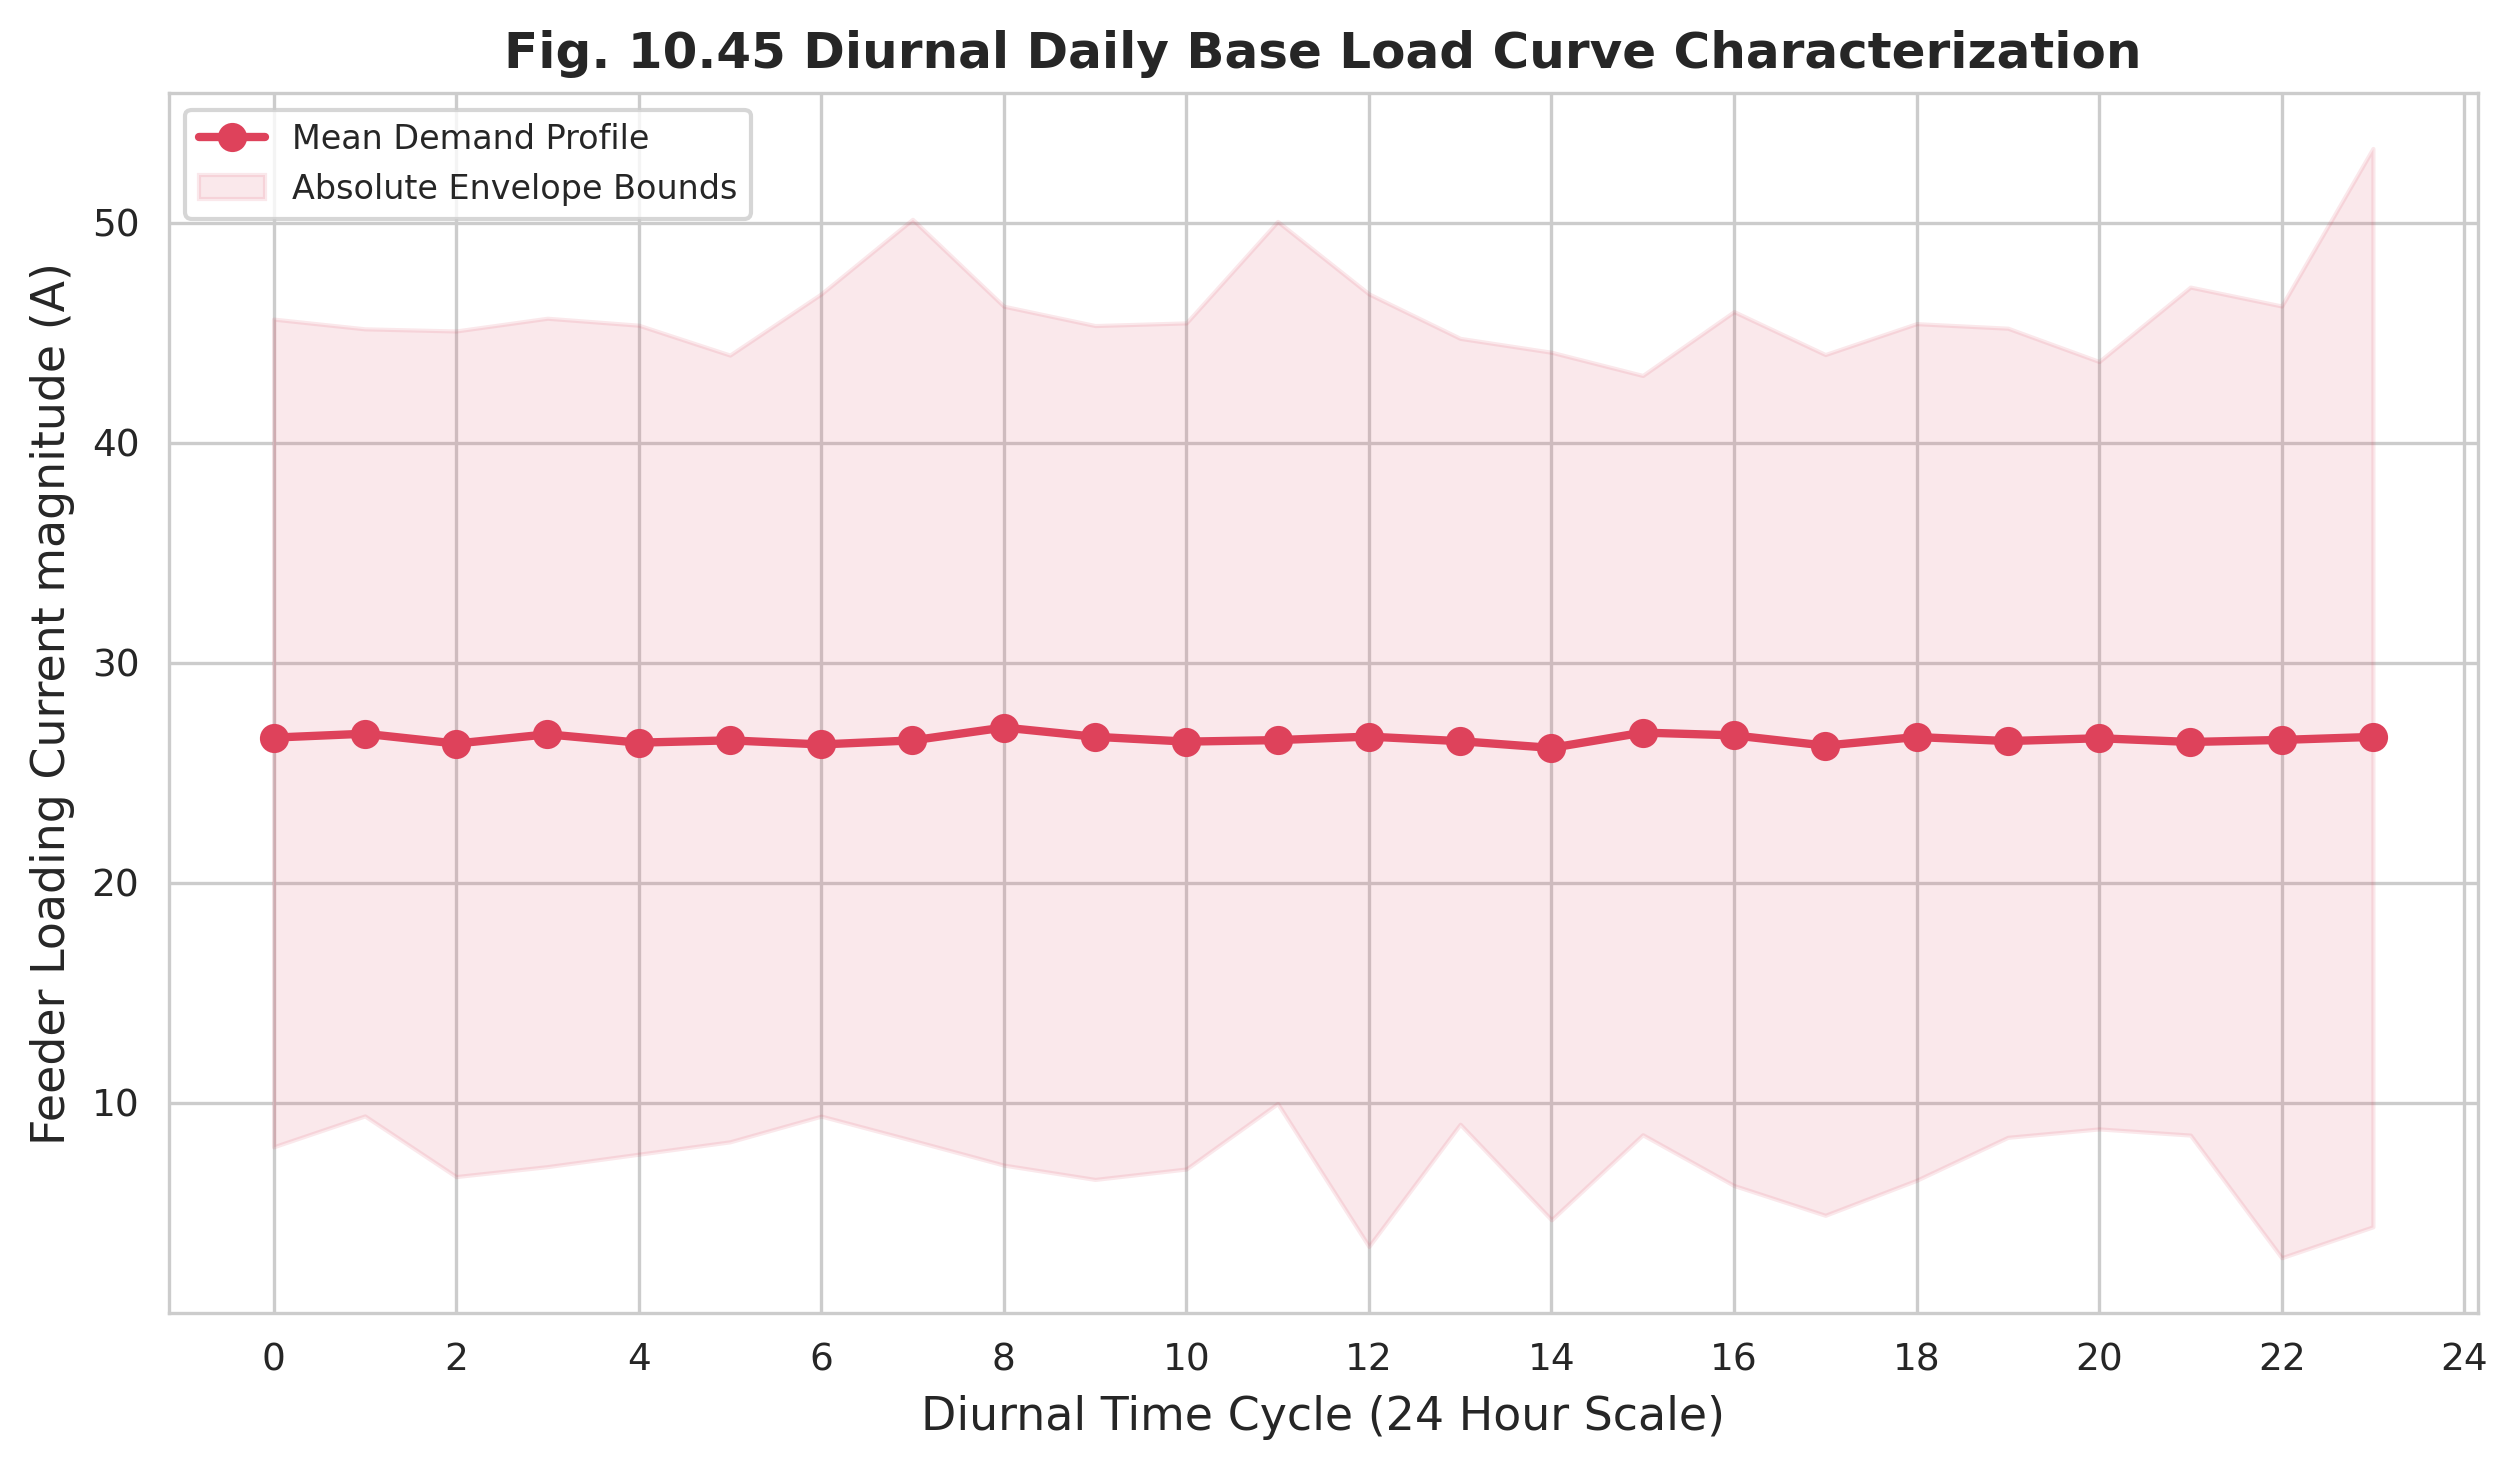 Fig. 10.45 Diurnal Daily Base Load Curve Characterization
Mean Demand Profile
Absolute Envelope Bounds
Feeder Loading Current magnitude (A)
50
40
30
20
10
0 2 4 6 8 10 12 14 16 18 20 22 24
Diurnal Time Cycle (24 Hour Scale)